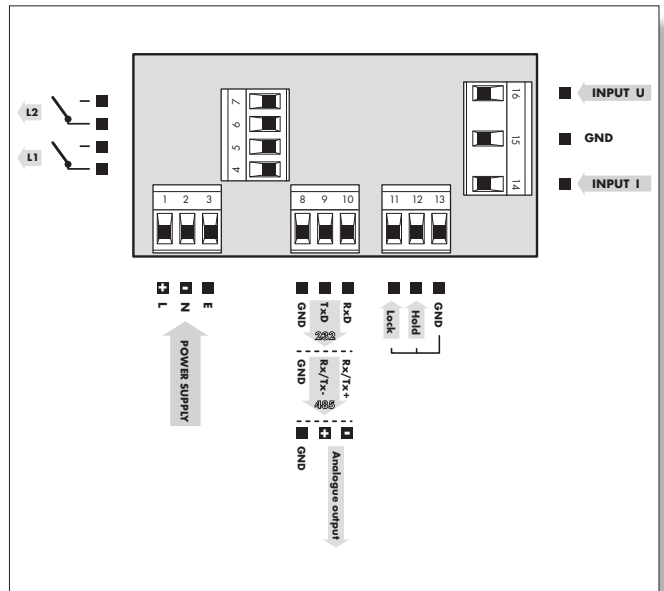 L2
L1
7
6
5
4
16
15
14
INPUT U
GND
INPUT I
1 2 3
8 9 10
11 12 13
+ L
- N
E
POWER SUPPLY
GND
TxD
RxD
232
GND
Rx/Tx-
Rx/Tx+
485
GND
+
-
Analogue output
Lock
Hold
GND